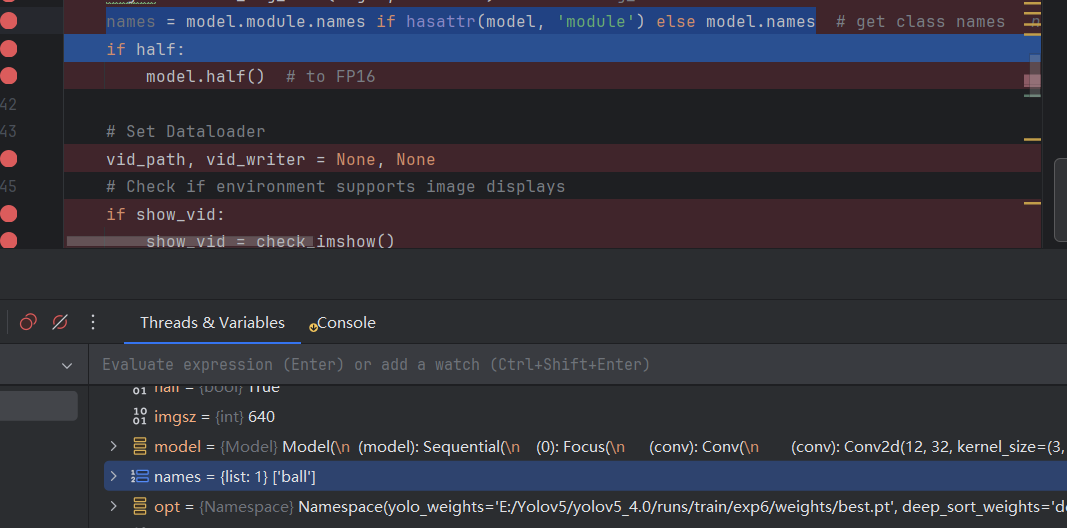 names = model.module.names if hasattr(model, 'module') else model.names  # get class names
if half:
model.half()  # to FP16
42
43 # Set Dataloader
vid_path, vid_writer = None, None
45 # Check if environment supports image displays
if show_vid:
show_vid = check_imshow()
Threads & Variables Console
Evaluate expression (Enter) or add a watch (Ctrl+Shift+Enter)
half = {bool} True
imgsz = {int} 640
model = {Model} Model(\n  (model): Sequential(\n    (0): Focus(\n      (conv): Conv(\n        (conv): Conv2d(12, 32, kernel_size=(3,
names = {list: 1} ['ball']
opt = {Namespace} Namespace(yolo_weights='E:/Yolov5/yolov5_4.0/runs/train/exp6/weights/best.pt', deep_sort_weights='de